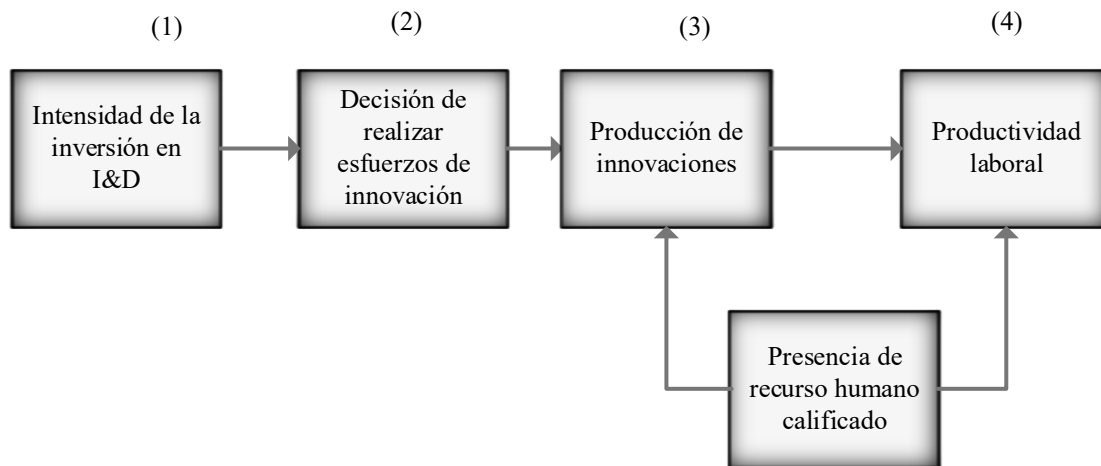 (1)
(2)
(3)
(4)
Intensidad de la
inversión en
I&D
Decisión de
realizar
esfuerzos de
innovación
Producción de
innovaciones
Productividad
laboral
Presencia de
recurso humano
calificado